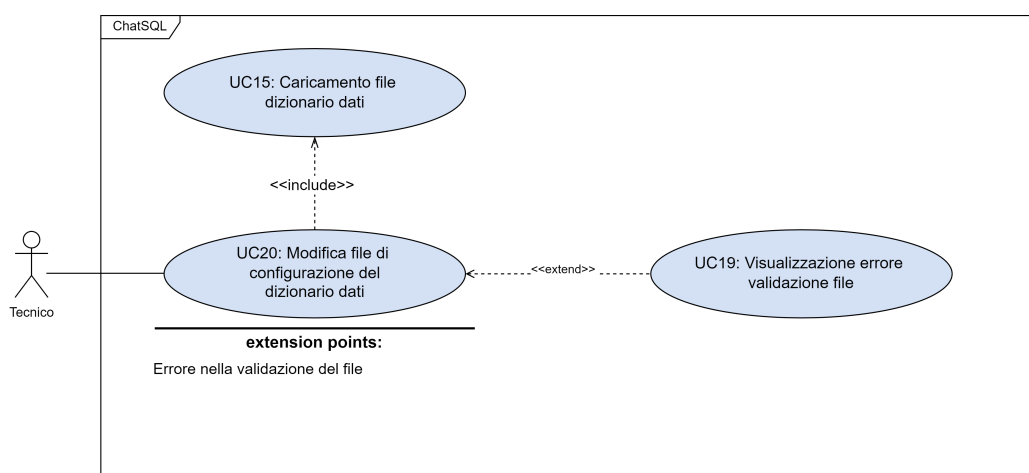 ChatSQL
UC15: Caricamento file
dizionario dati
<<include>>
UC20: Modifica file di
configurazione del
dizionario dati
<<extend>>
UC19: Visualizzazione errore
validazione file
Tecnico
extension points:
Errore nella validazione del file